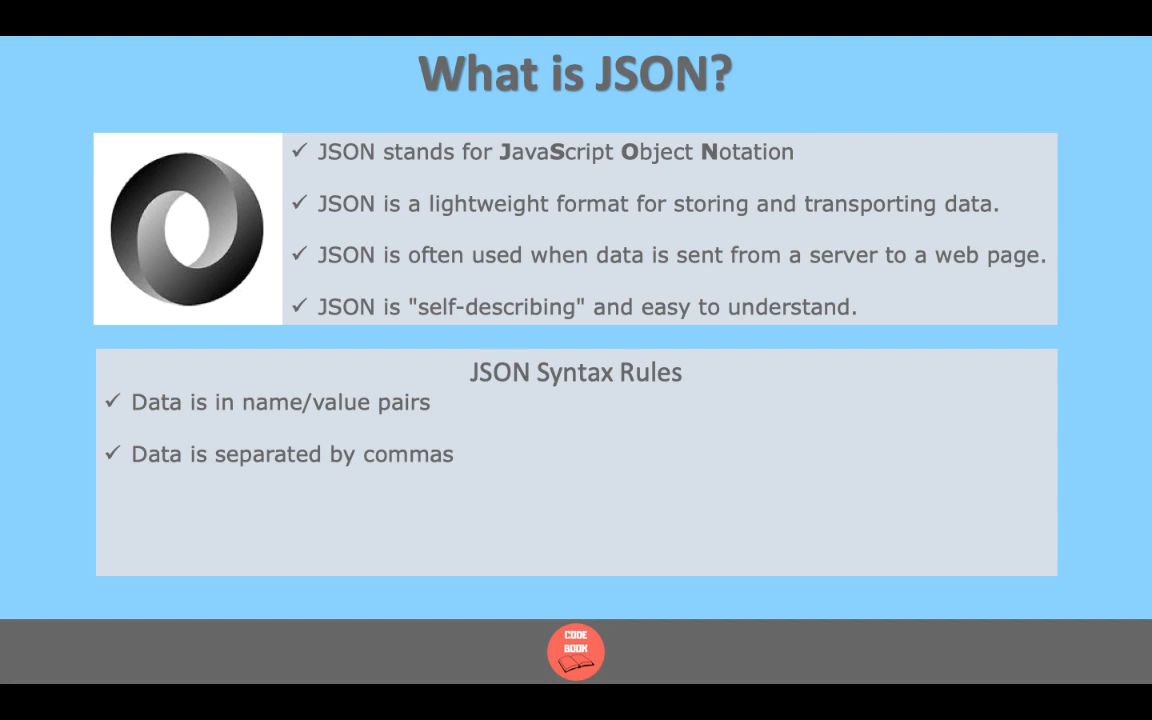 What is JSON?
✓ JSON stands for JavaScript Object Notation
✓ JSON is a lightweight format for storing and transporting data.
✓ JSON is often used when data is sent from a server to a web page.
✓ JSON is "self-describing" and easy to understand.
JSON Syntax Rules
✓ Data is in name/value pairs
✓ Data is separated by commas
CODE
BOOK